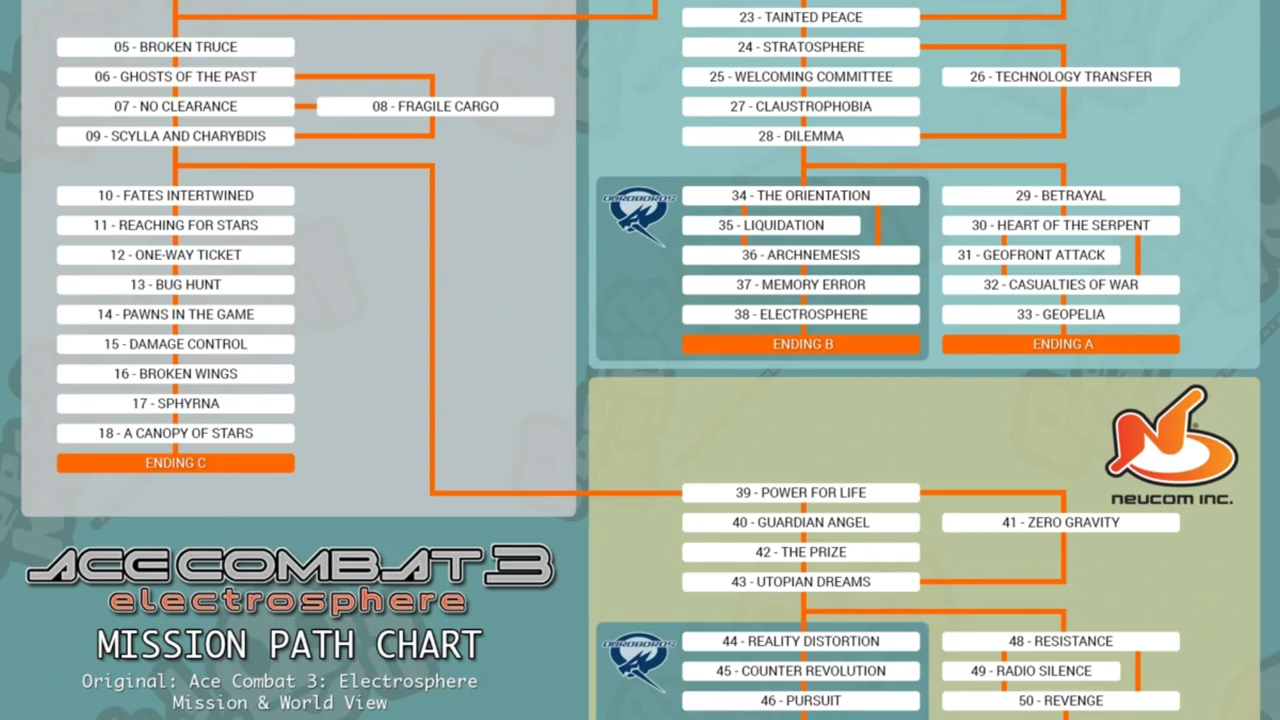 05 - BROKEN TRUCE
06 - GHOSTS OF THE PAST
07 - NO CLEARANCE
08 - FRAGILE CARGO
09 - SCYLLA AND CHARYBDIS
10 - FATES INTERTWINED
11 - REACHING FOR STARS
12 - ONE-WAY TICKET
13 - BUG HUNT
14 - PAWNS IN THE GAME
15 - DAMAGE CONTROL
16 - BROKEN WINGS
17 - SPHYRNA
18 - A CANOPY OF STARS
ENDING C
23 - TAINTED PEACE
24 - STRATOSPHERE
25 - WELCOMING COMMITTEE
26 - TECHNOLOGY TRANSFER
27 - CLAUSTROPHOBIA
28 - DILEMMA
OUROBOROS
34 - THE ORIENTATION
35 - LIQUIDATION
36 - ARCHNEMESIS
37 - MEMORY ERROR
38 - ELECTROSPHERE
ENDING B
29 - BETRAYAL
30 - HEART OF THE SERPENT
31 - GEOFRONT ATTACK
32 - CASUALTIES OF WAR
33 - GEOPELIA
ENDING A
NEUCOM INC.
39 - POWER FOR LIFE
40 - GUARDIAN ANGEL
41 - ZERO GRAVITY
42 - THE PRIZE
43 - UTOPIAN DREAMS
OUROBOROS
44 - REALITY DISTORTION
45 - COUNTER REVOLUTION
46 - PURSUIT
48 - RESISTANCE
49 - RADIO SILENCE
50 - REVENGE
ACE COMBAT 3
electrosphere
MISSION PATH CHART
Original: Ace Combat 3: Electrosphere
Mission & World View